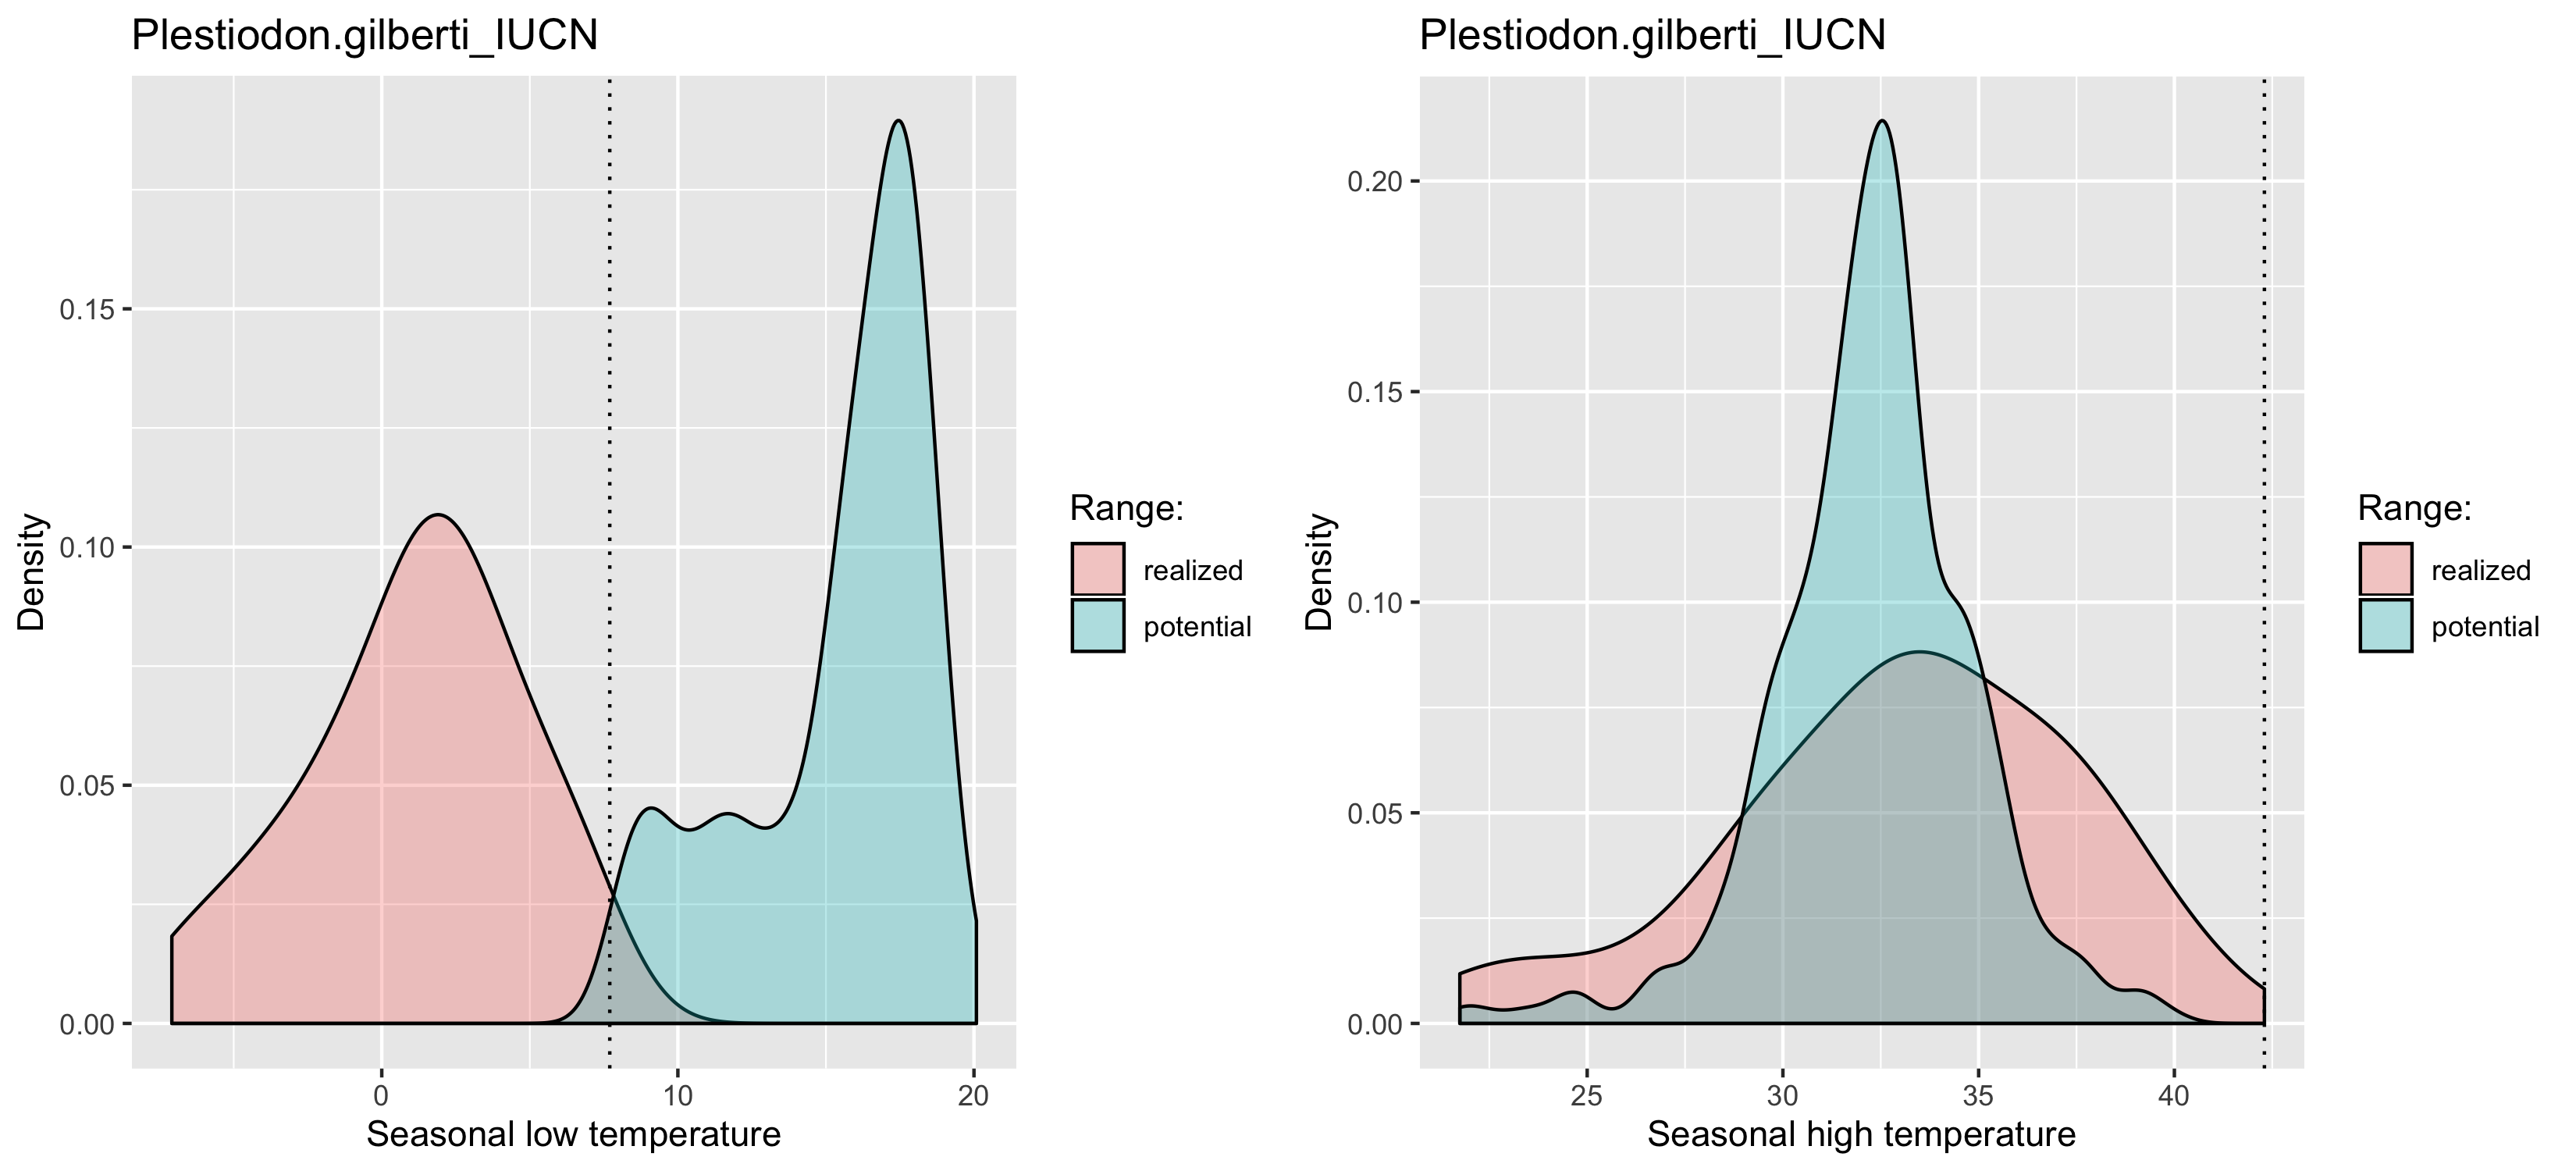 Plestiodon.gilberti_IUCN
0.15
0.10
0.05
0.00
Density
0
10
20
Seasonal low temperature
Range:
realized
potential
Plestiodon.gilberti_IUCN
0.20
0.15
0.10
0.05
0.00
Density
25
30
35
40
Seasonal high temperature
Range:
realized
potential